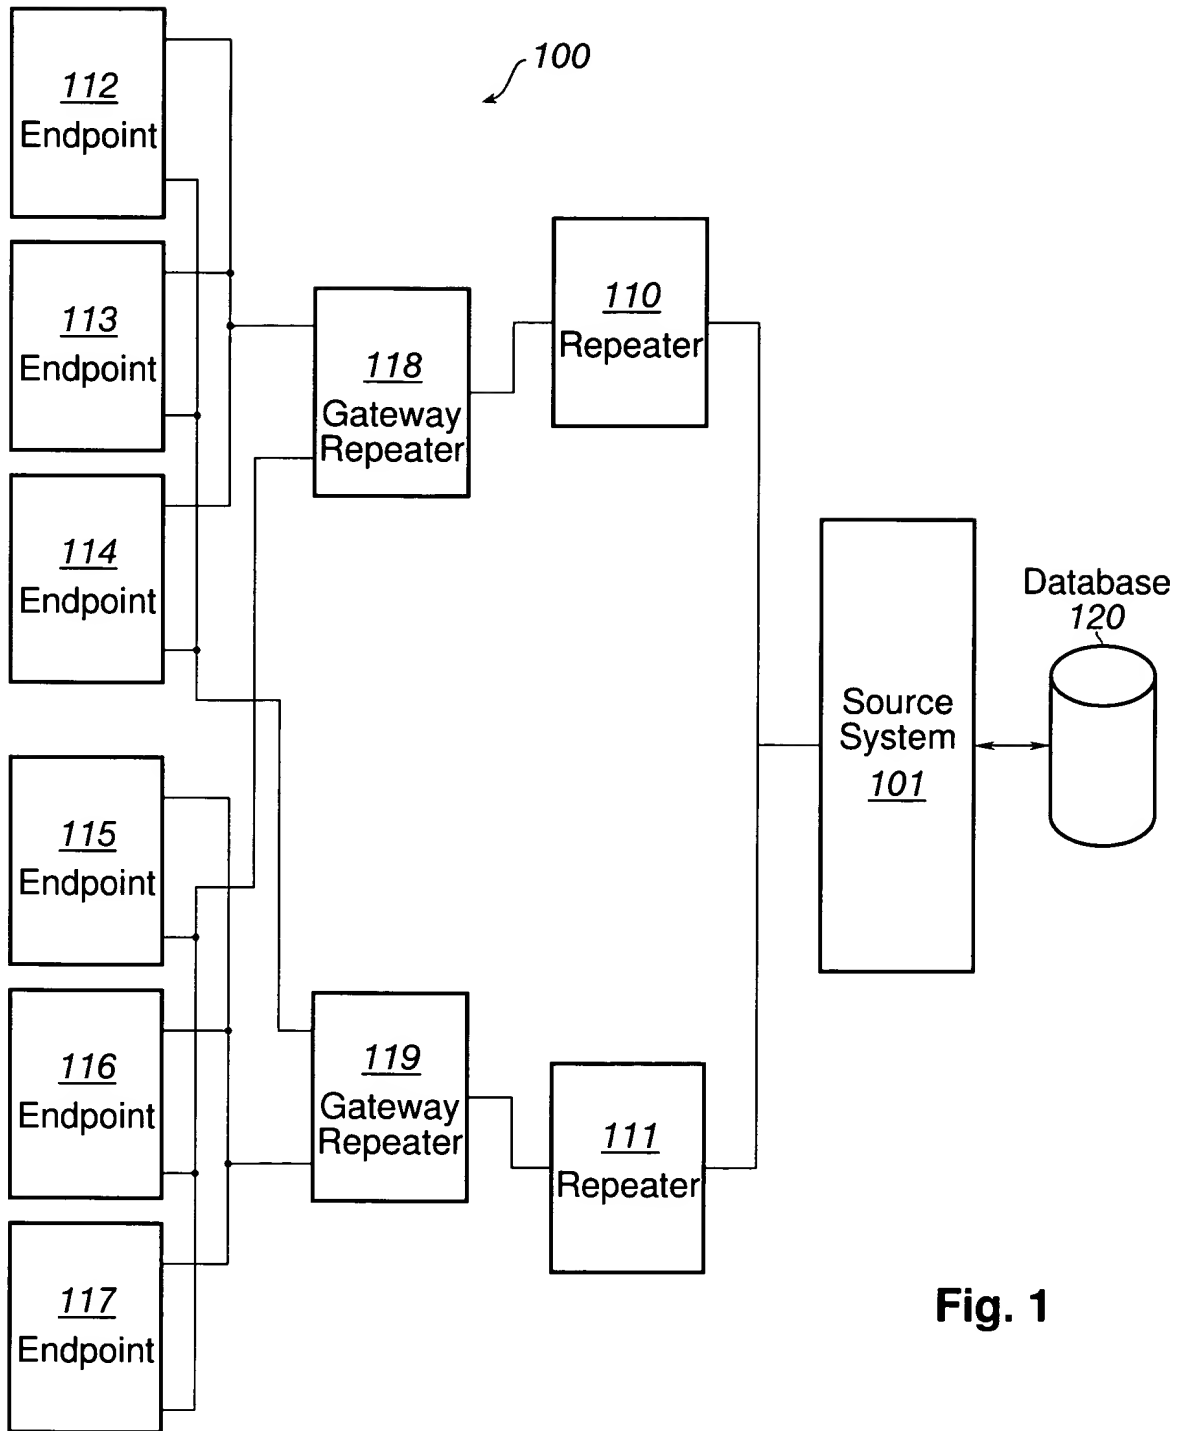 100
112
Endpoint
113
Endpoint
114
Endpoint
115
Endpoint
116
Endpoint
117
Endpoint
118
Gateway
Repeater
119
Gateway
Repeater
110
Repeater
111
Repeater
Source
System
101
Database
120
Fig. 1